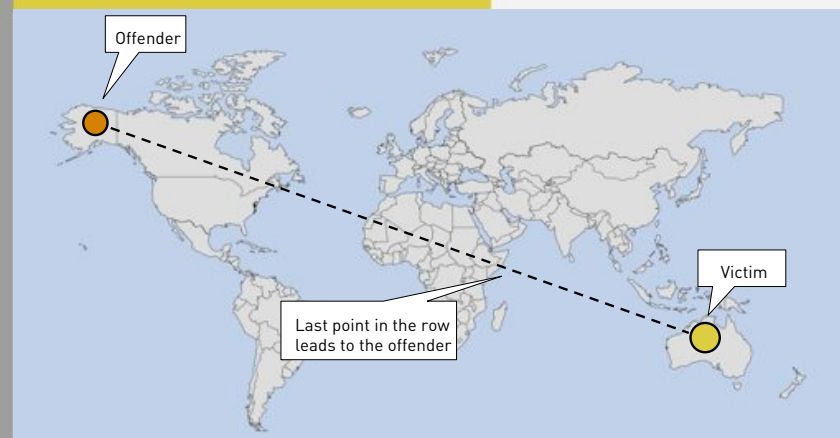 Offender
Victim
Last point in the row
leads to the offender